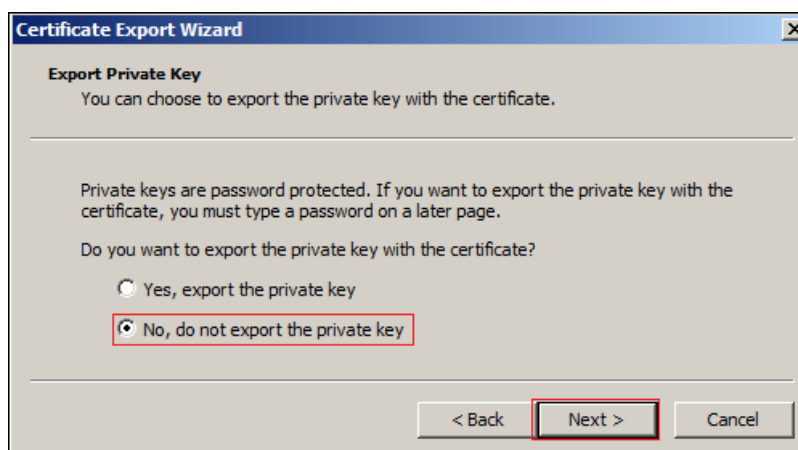 Certificate Export Wizard
Export Private Key
You can choose to export the private key with the certificate.
Private keys are password protected. If you want to export the private key with the
certificate, you must type a password on a later page.
Do you want to export the private key with the certificate?
Yes, export the private key
No, do not export the private key
< Back Next > Cancel